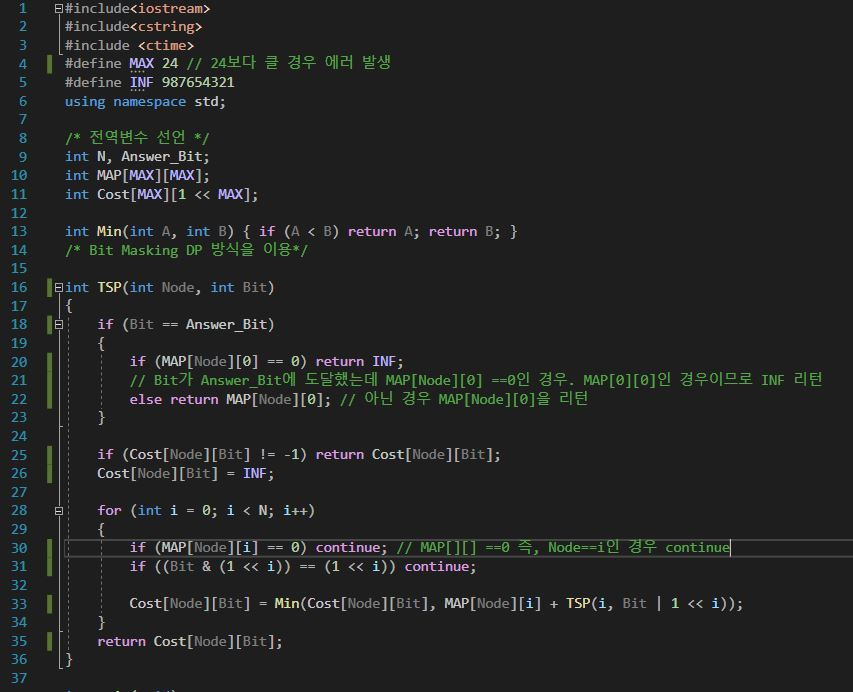 1 #include<iostream>
2 #include<cstring>
3 #include <ctime>
4 #define MAX 24 // 24보다 클 경우 에러 발생
5 #define INF 987654321
6 using namespace std;
7
8 /* 전역변수 선언 */
9 int N, Answer_Bit;
10 int MAP[MAX][MAX];
11 int Cost[MAX][1 << MAX];
12
13 int Min(int A, int B) { if (A < B) return A; return B; }
14 /* Bit Masking DP 방식을 이용*/
15
16 int TSP(int Node, int Bit)
17 {
18     if (Bit == Answer_Bit)
19     {
20         if (MAP[Node][0] == 0) return INF;
21         // Bit가 Answer_Bit에 도달했는데 MAP[Node][0] ==0인 경우. MAP[0][0]인 경우이므로 INF 리턴
22         else return MAP[Node][0]; // 아닌 경우 MAP[Node][0]을 리턴
23     }
24
25     if (Cost[Node][Bit] != -1) return Cost[Node][Bit];
26     Cost[Node][Bit] = INF;
27
28     for (int i = 0; i < N; i++)
29     {
30         if (MAP[Node][i] == 0) continue; // MAP[][] ==0 즉, Node==i인 경우 continue
31         if ((Bit & (1 << i)) == (1 << i)) continue;
32
33         Cost[Node][Bit] = Min(Cost[Node][Bit], MAP[Node][i] + TSP(i, Bit | 1 << i));
34     }
35     return Cost[Node][Bit];
36 }
37